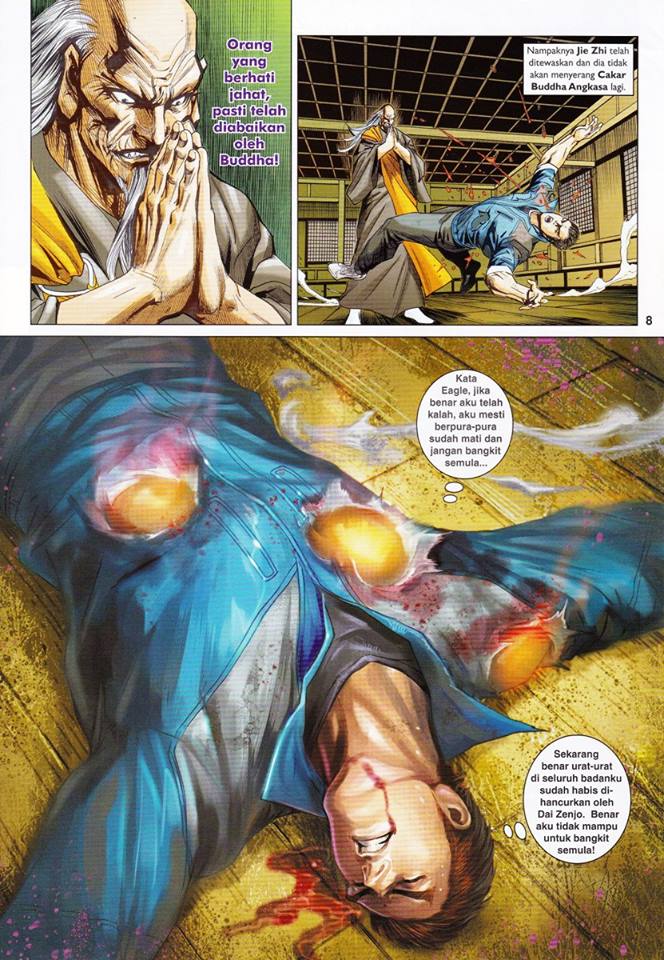 Orang
yang
berhati
jahat,
pasti telah
diabaikan
oleh
Buddha!
Nampaknya Jie Zhi telah
ditewaskan dan dia tidak
akan menyerang Cakar
Buddha Angkasa lagi.
8
Kata
Eagle, jika
benar aku telah
kalah, aku mesti
berpura-pura
sudah mati dan
jangan bangkit
semula...
Sekarang
benar urat-urat
di seluruh badanku
sudah habis di-
hancurkan oleh
Dai Zenjo. Benar
aku tidak mampu
untuk bangkit
semula!